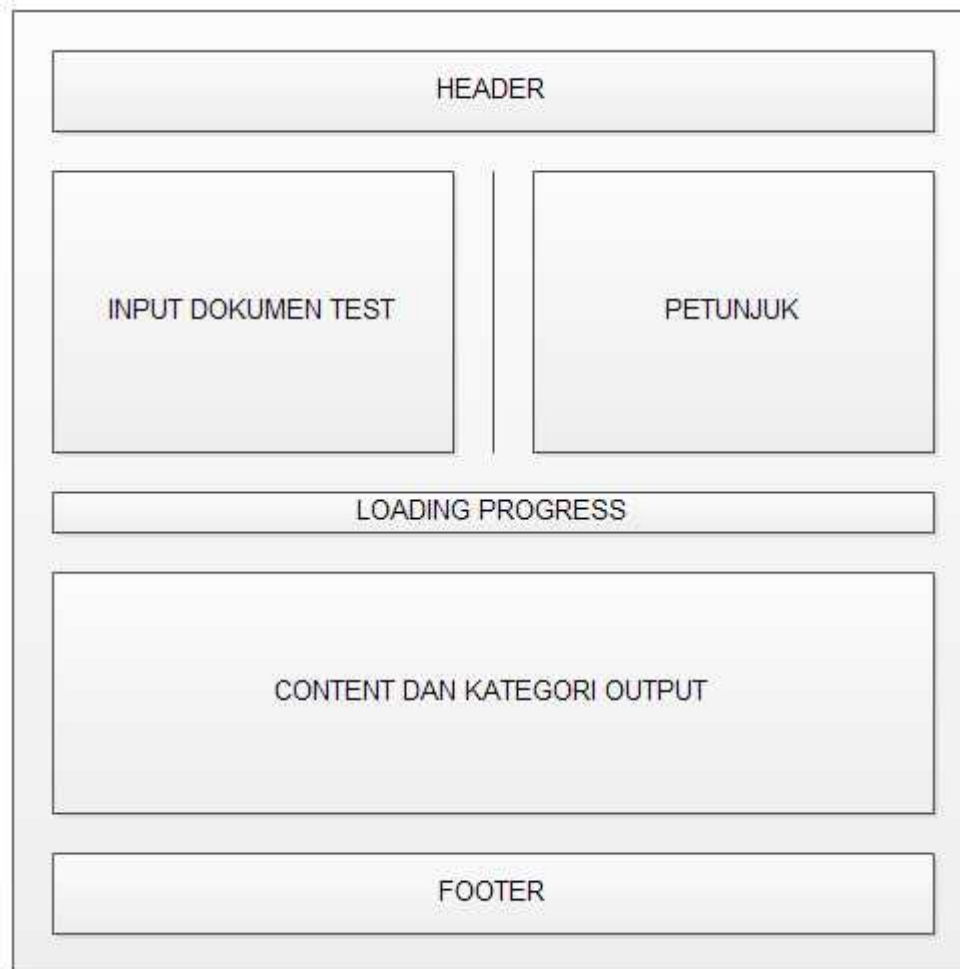 HEADER
INPUT DOKUMEN TEST
PETUNJUK
LOADING PROGRESS
CONTENT DAN KATEGORI OUTPUT
FOOTER